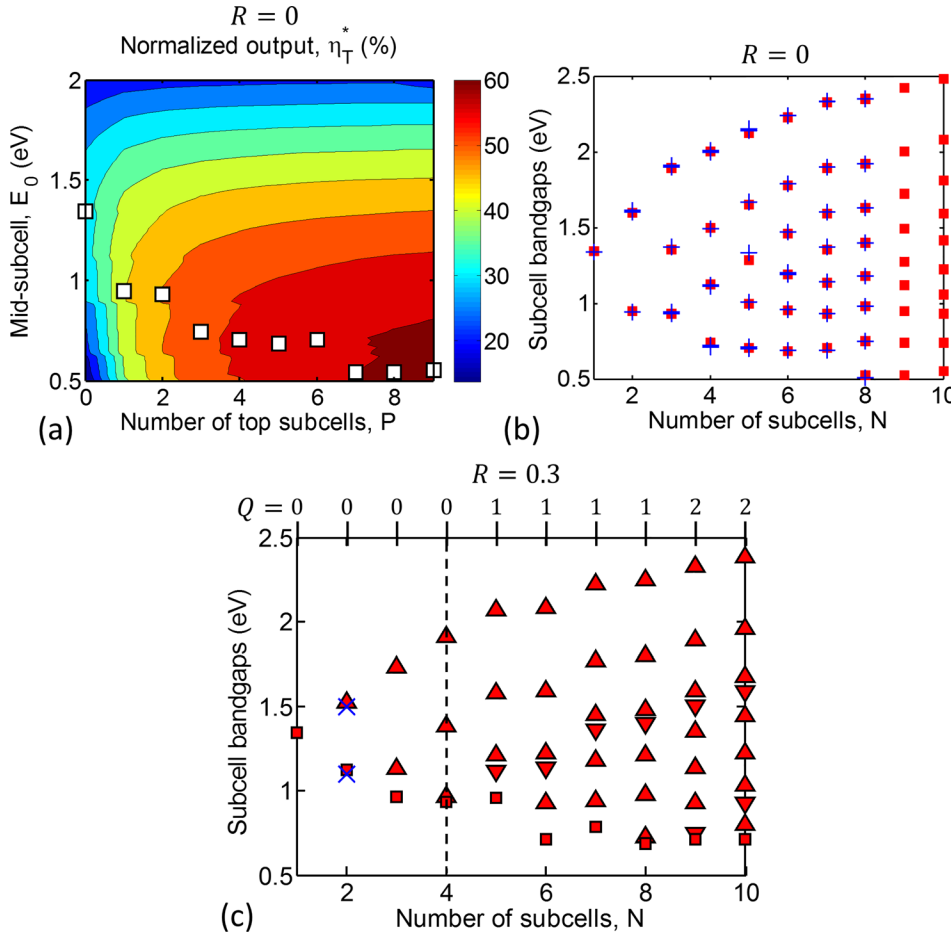 R = 0
Normalized output, η*T (%)
2
1.5
1
0.5
Mid-subcell, E0 (eV)
0 2 4 6 8
Number of top subcells, P
60
50
40
30
20
(a)
R = 0
2.5
2
1.5
1
0.5
Subcell bandgaps (eV)
2 4 6 8 10
Number of subcells, N
(b)
R = 0.3
Q = 0 0 0 0 1 1 1 1 2 2
2.5
2
1.5
1
0.5
Subcell bandgaps (eV)
2 4 6 8 10
Number of subcells, N
(c)